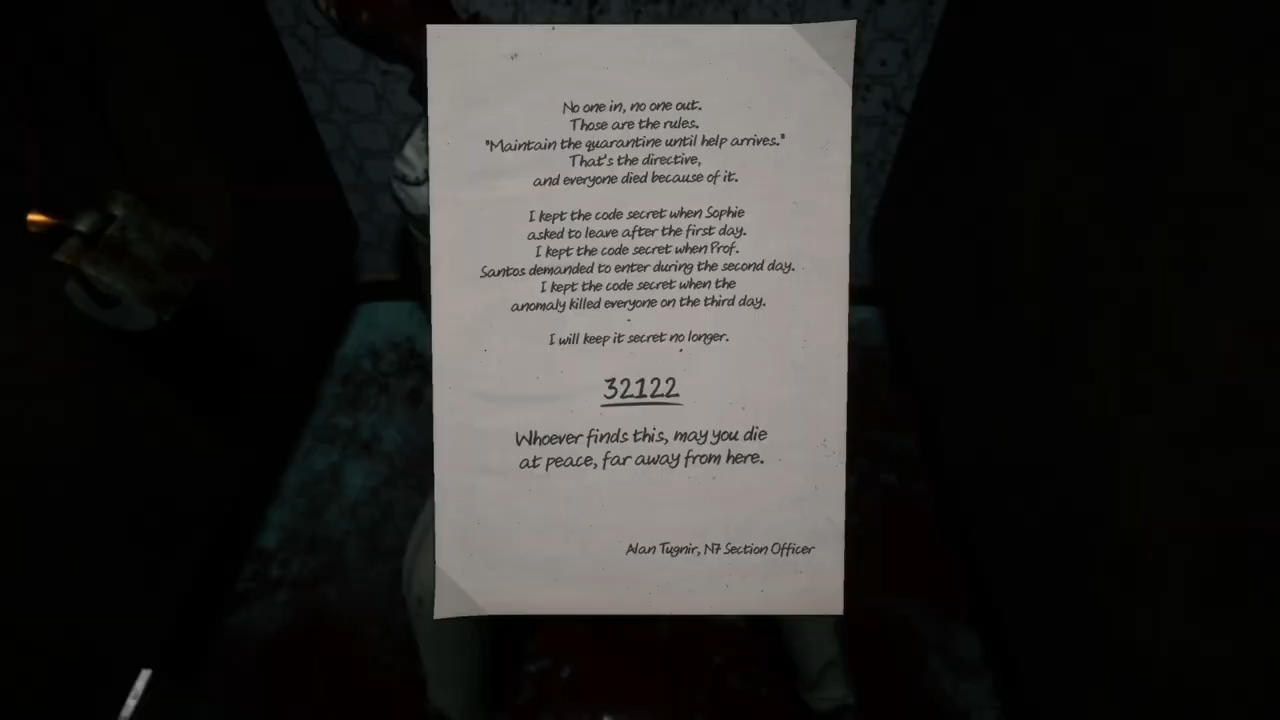 No one in, no one out.
Those are the rules.
"Maintain the quarantine until help arrives."
That's the directive,
and everyone died because of it.
I kept the code secret when Sophie
asked to leave after the first day.
I kept the code secret when Prof.
Santos demanded to enter during the second day.
I kept the code secret when the
anomaly killed everyone on the third day.
I will keep it secret no longer.
32122
Whoever finds this, may you die
at peace, far away from here.
Alan Tugnir, N7 Section Officer